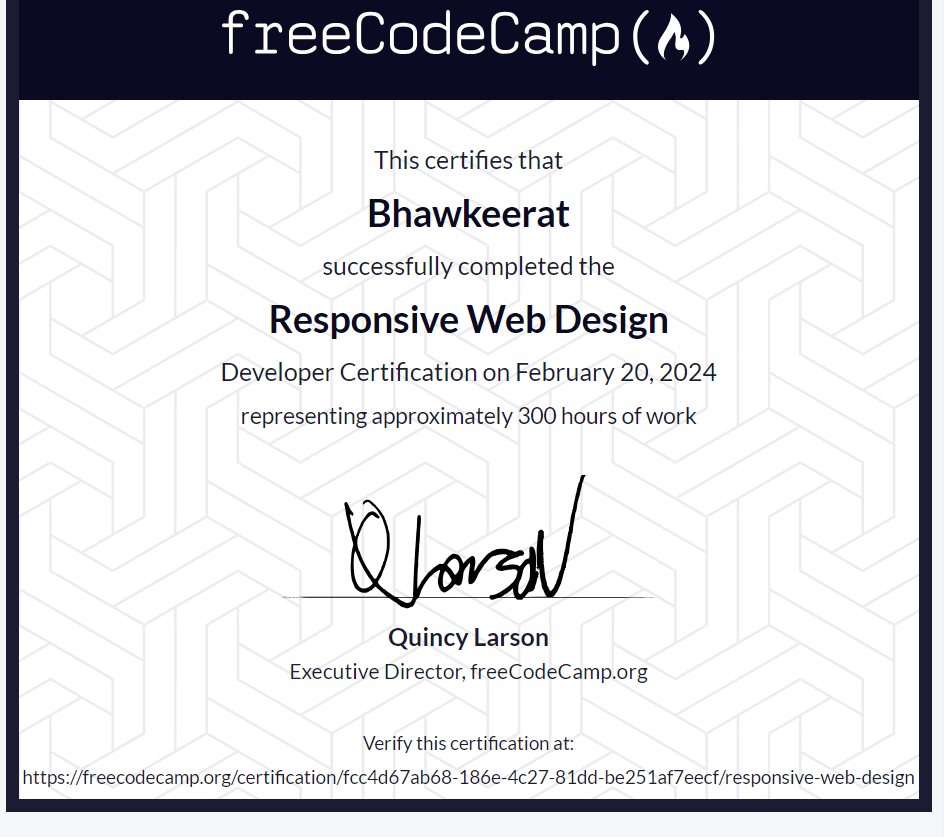 freeCodeCamp
This certifies that
Bhawkeerat
successfully completed the
Responsive Web Design
Developer Certification on February 20, 2024
representing approximately 300 hours of work
QLarson
Quincy Larson
Executive Director, freeCodeCamp.org
Verify this certification at:
https://freecodecamp.org/certification/fcc4d67ab68-186e-4c27-81dd-be251af7eecf/responsive-web-design